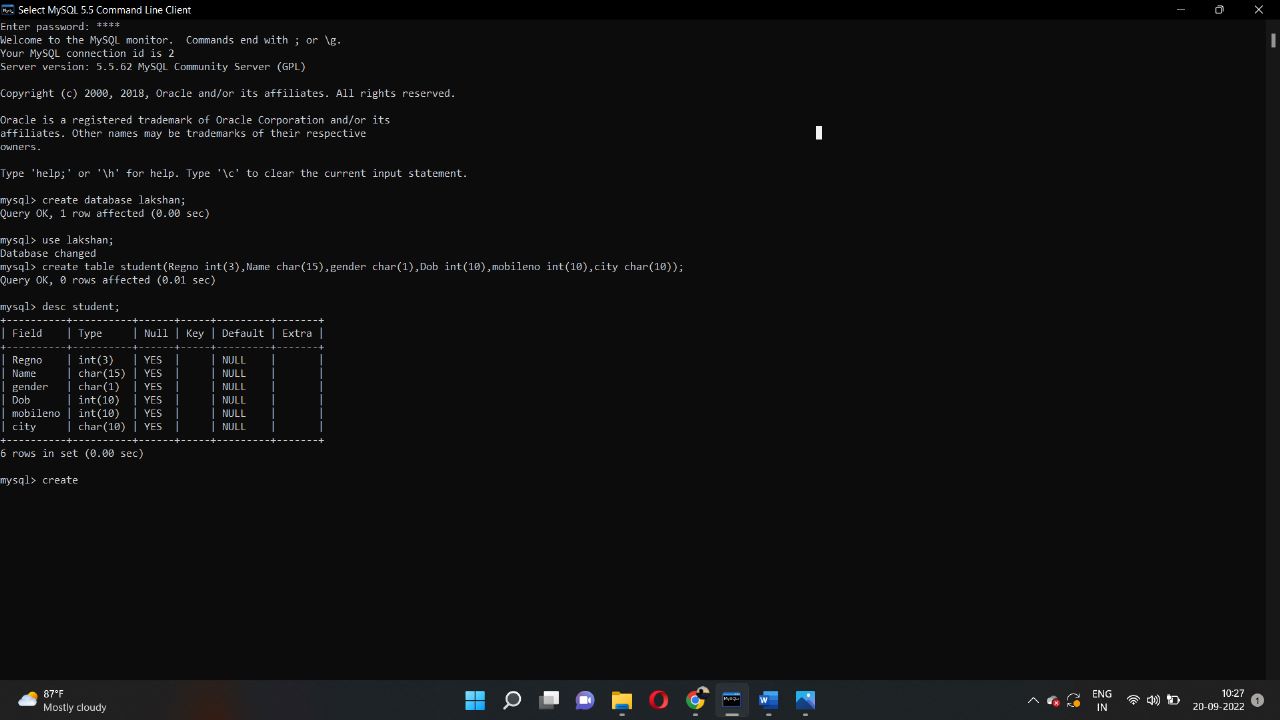 Select MySQL 5.5 Command Line Client
Enter password: ****
Welcome to the MySQL monitor.  Commands end with ; or \g.
Your MySQL connection id is 2
Server version: 5.5.62 MySQL Community Server (GPL)
Copyright (c) 2000, 2018, Oracle and/or its affiliates. All rights reserved.
Oracle is a registered trademark of Oracle Corporation and/or its
affiliates. Other names may be trademarks of their respective
owners.
Type 'help;' or '\h' for help. Type '\c' to clear the current input statement.
mysql> create database lakshan;
Query OK, 1 row affected (0.00 sec)
mysql> use lakshan;
Database changed
mysql> create table student(Regno int(3),Name char(15),gender char(1),Dob int(10),mobileno int(10),city char(10));
Query OK, 0 rows affected (0.01 sec)
mysql> desc student;
+----------+----------+------+-----+---------+-------+
| Field    | Type     | Null | Key | Default | Extra |
+----------+----------+------+-----+---------+-------+
| Regno    | int(3)   | YES  |     | NULL    |       |
| Name     | char(15) | YES  |     | NULL    |       |
| gender   | char(1)  | YES  |     | NULL    |       |
| Dob      | int(10)  | YES  |     | NULL    |       |
| mobileno | int(10)  | YES  |     | NULL    |       |
| city     | char(10) | YES  |     | NULL    |       |
+----------+----------+------+-----+---------+-------+
6 rows in set (0.00 sec)
mysql> create
87°F
Mostly cloudy
ENG
IN
10:27
20-09-2022
1